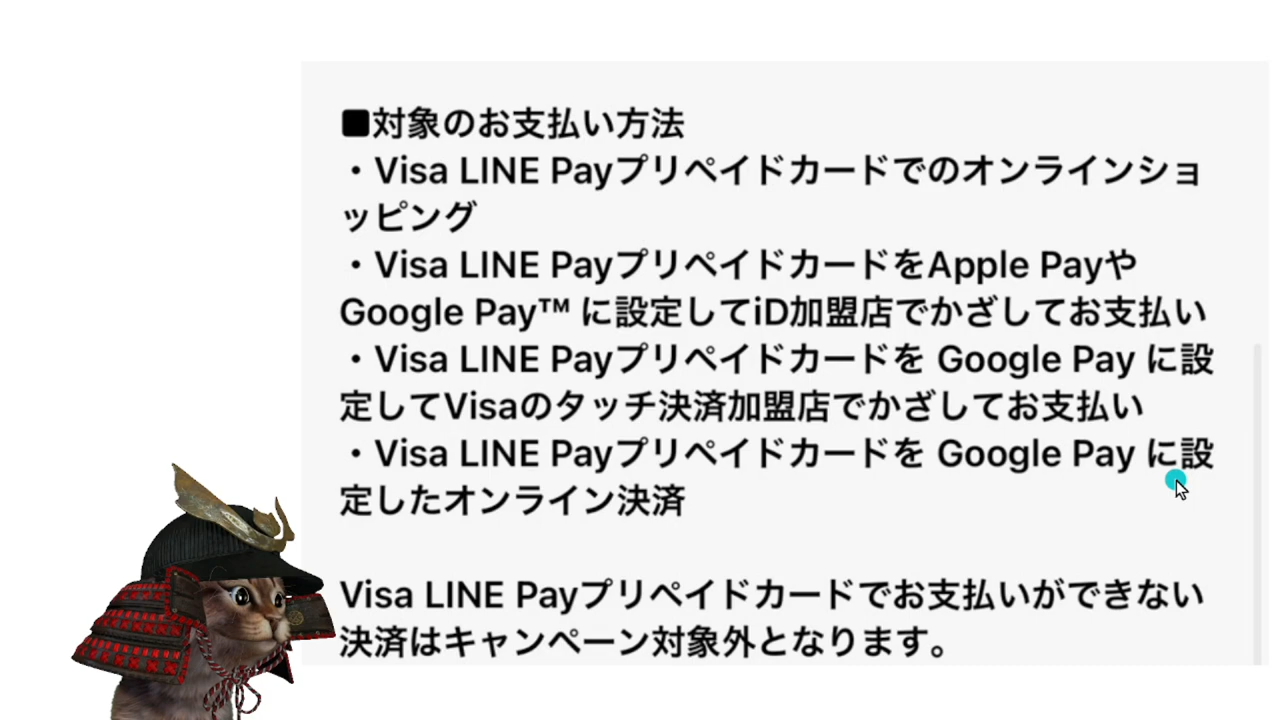 ■対象のお支払い方法
・Visa LINE Payプリペイドカードでのオンラインショ
ッピング
・Visa LINE PayプリペイドカードをApple Payや
Google Pay™ に設定してiD加盟店でかざしてお支払い
・Visa LINE Payプリペイドカードを Google Pay に設
定してVisaのタッチ決済加盟店でかざしてお支払い
・Visa LINE Payプリペイドカードを Google Pay に設
定したオンライン決済
Visa LINE Payプリペイドカードでお支払いができない
決済はキャンペーン対象外となります。